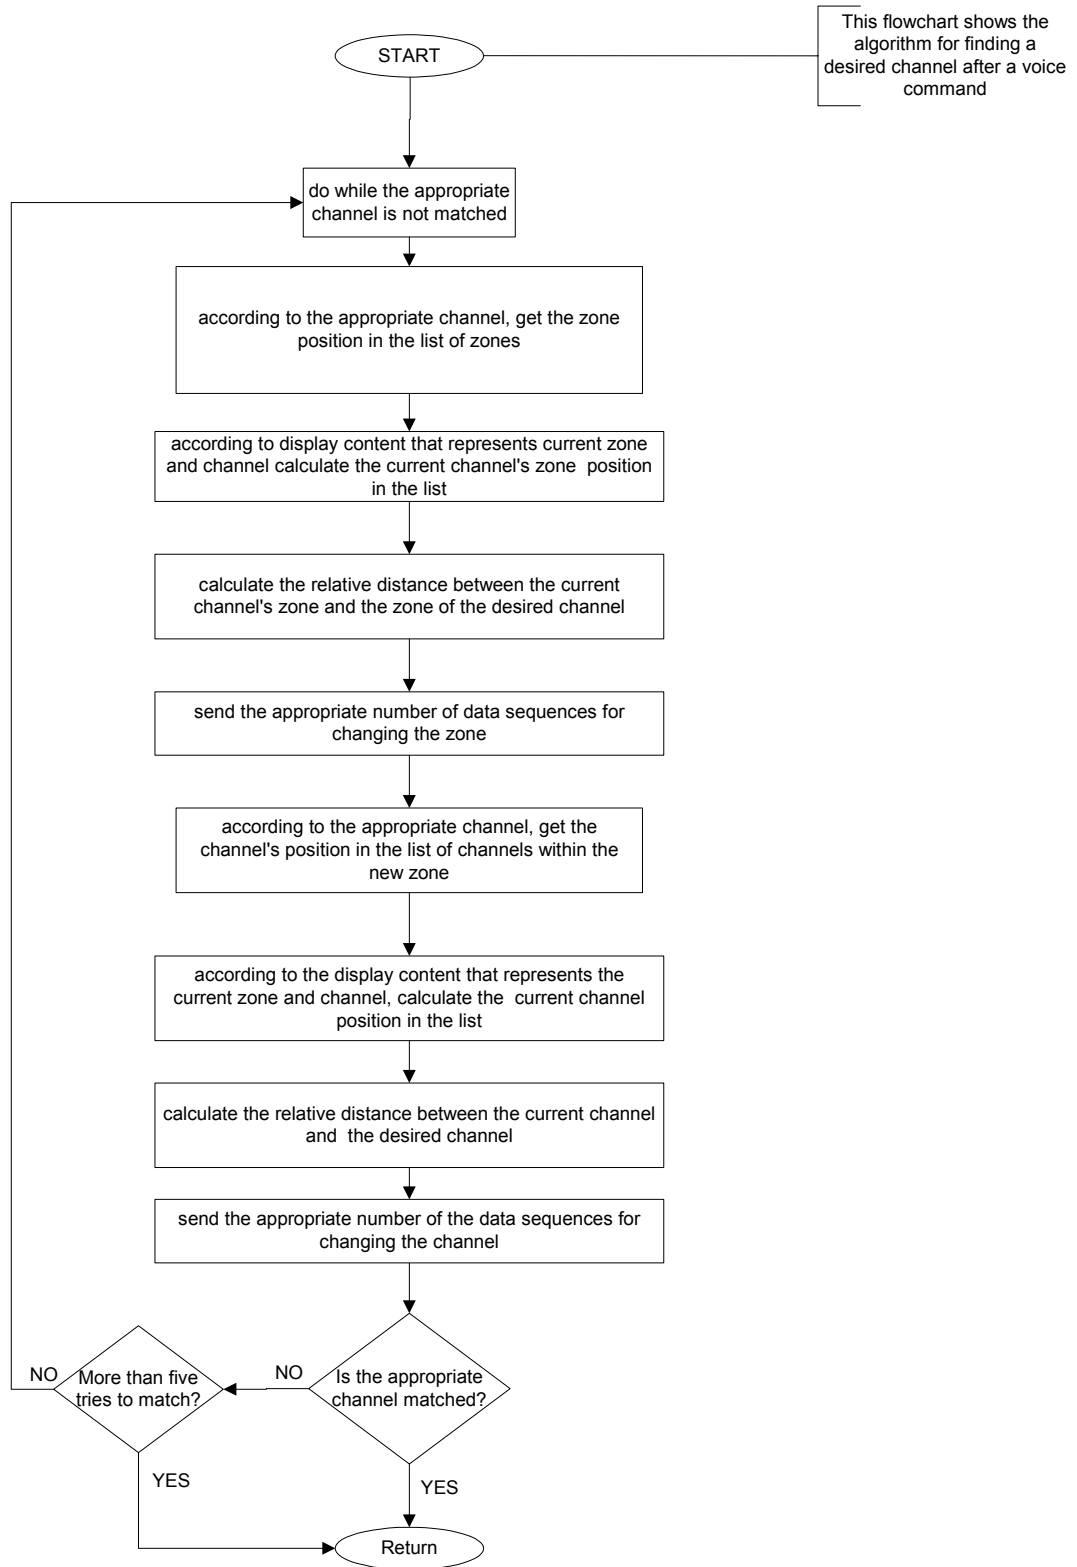 START
This flowchart shows the
algorithm for finding a
desired channel after a voice
command
do while the appropriate
channel is not matched
according to the appropriate channel, get the zone
position in the list of zones
according to display content that represents current zone
and channel calculate the current channel's zone  position
in the list
calculate the relative distance between the current
channel's zone and the zone of the desired channel
send the appropriate number of data sequences for
changing the zone
according to the appropriate channel, get the
channel's position in the list of channels within the
new zone
according to the display content that represents the
current zone and channel, calculate the  current channel
position in the list
calculate the relative distance between the current channel
and  the desired channel
send the appropriate number of the data sequences for
changing the channel
NO
More than five
tries to match?
NO
Is the appropriate
channel matched?
YES
YES
Return